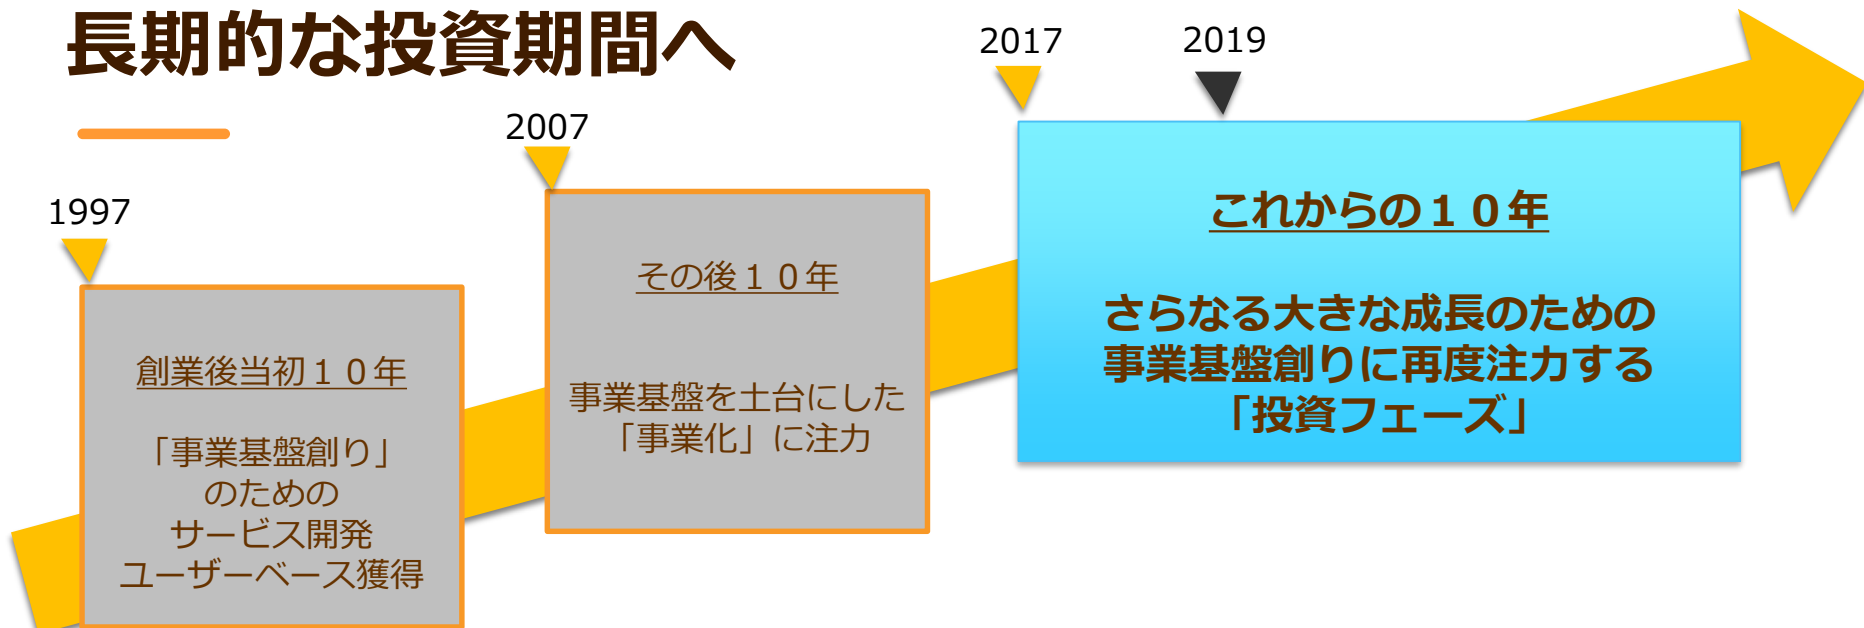 長期的な投資期間へ
1997
創業後当初１０年
「事業基盤創り」
のための
サービス開発
ユーザーベース獲得
2007
その後１０年
事業基盤を土台にした
「事業化」に注力
2017
2019
これからの１０年
さらなる大きな成長のための
事業基盤創りに再度注力する
「投資フェーズ」